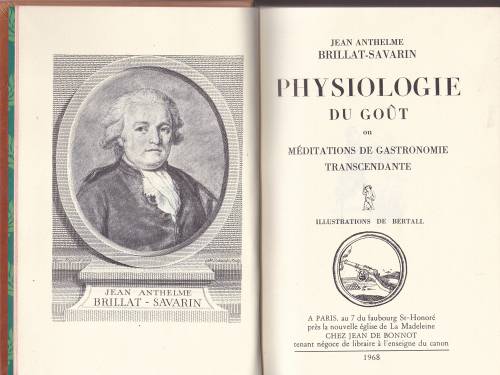 JEAN ANTHELME
BRILLAT - SAVARIN
JEAN ANTHELME
BRILLAT-SAVARIN
PHYSIOLOGIE
DU GOÛT
ou
MÉDITATIONS DE GASTRONOMIE
TRANSCENDANTE
ILLUSTRATIONS DE BERTALL
A PARIS, au 7 du faubourg St-Honoré
près la nouvelle église de La Madeleine
CHEZ JEAN DE BONNOT
tenant négoce de libraire à l'enseigne du canon
1968